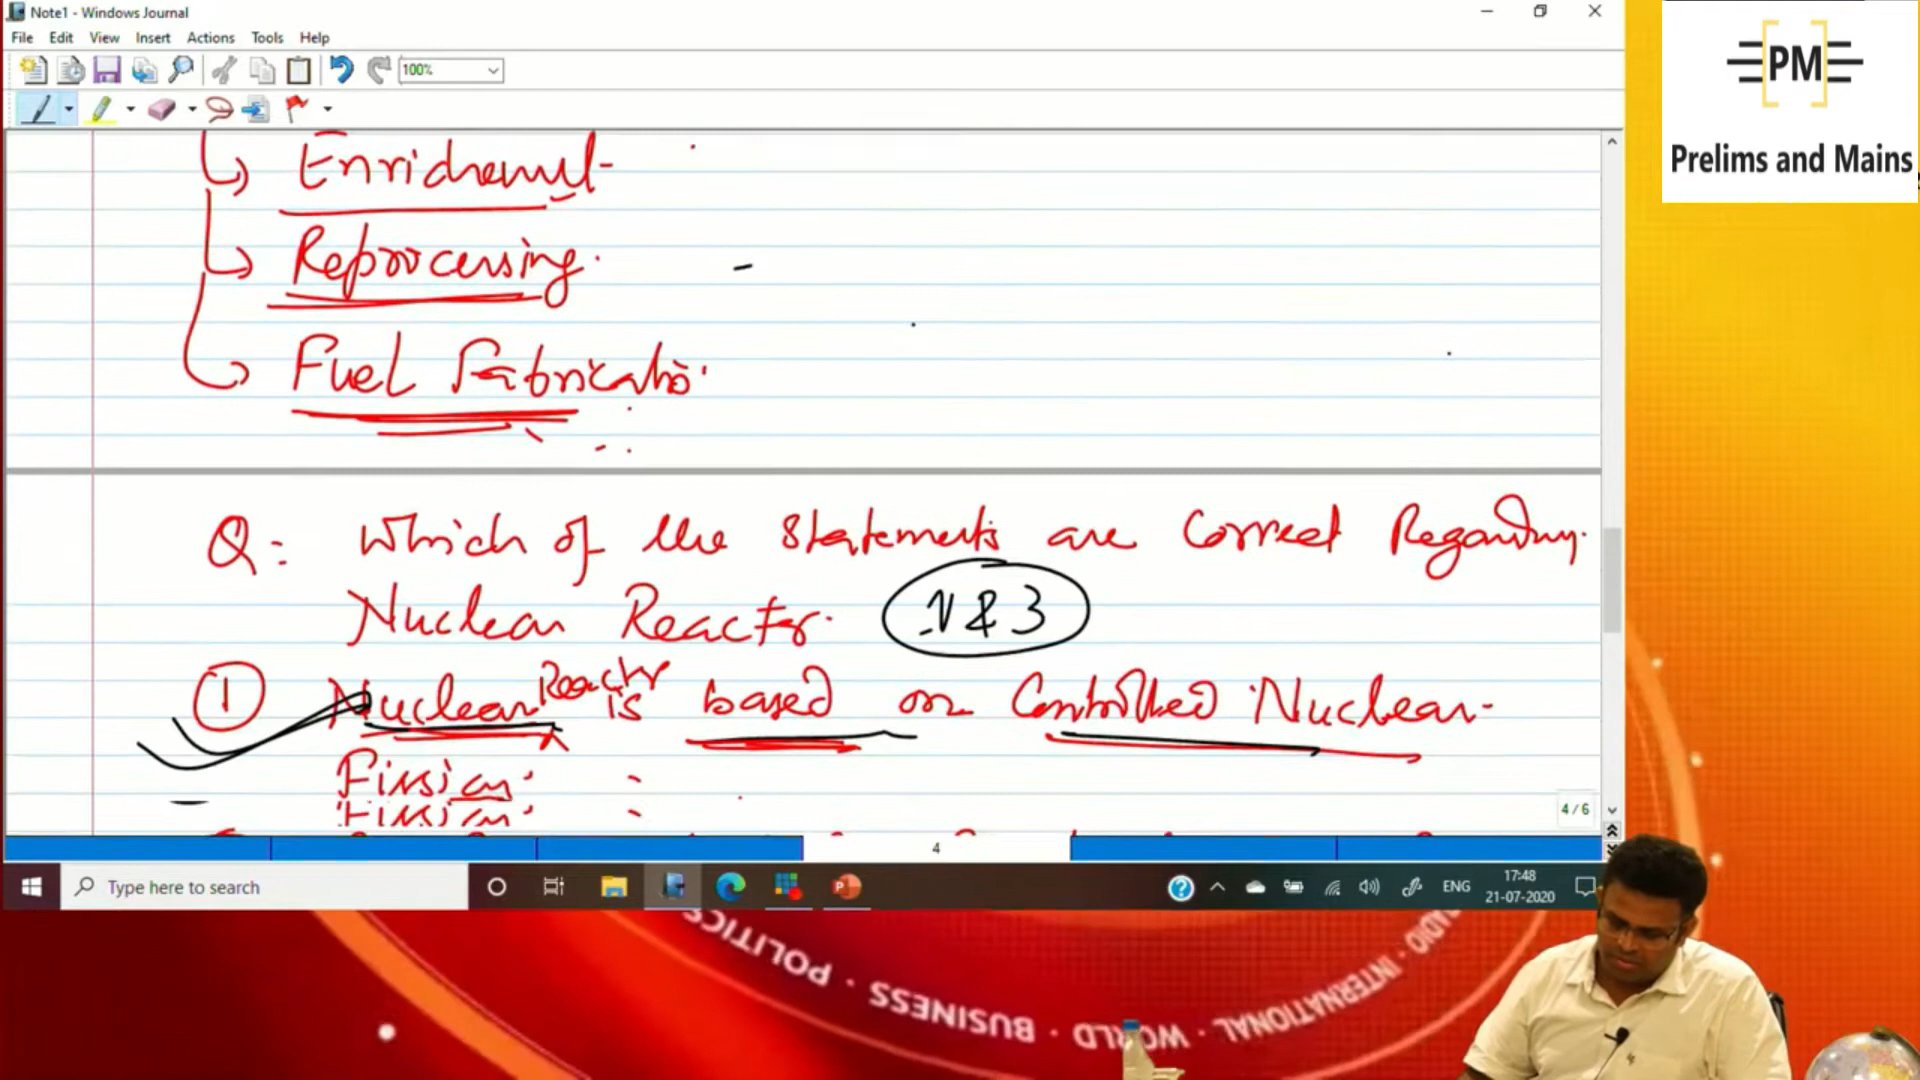 Note1 - Windows Journal
File Edit View Insert Actions Tools Help
100%
PM
Prelims and Mains
Enrichment
Reprocessing.
Fuel Fabricatio
Q: Which of the Statements are Correct Regarding
Nuclear Reactor. & 3
1 Nuclear Reactor is based on Controlled Nuclear
Fission
4 / 6
4
Type here to search
ENG
17:48
21-07-2020
POLITICS · BUSINESS · WORLD · INTERNATIONAL · RADIO